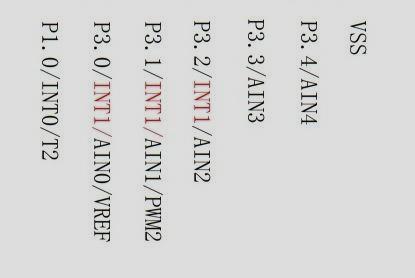 VSS
P3.4/AIN4
P3.3/AIN3
P3.2/INT1/AIN2
P3.1/INT1/AIN1/PWM2
P3.0/INT1/AIN0/VREF
P1.0/INT0/T2